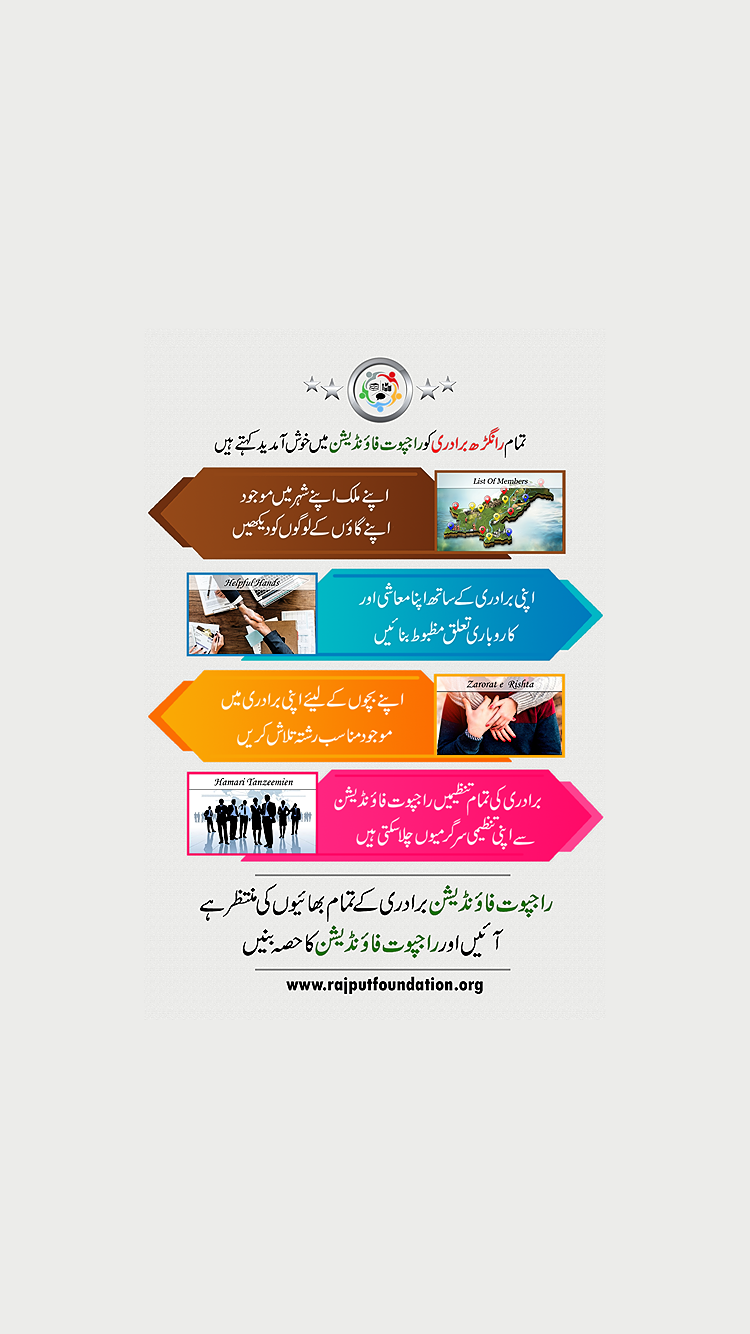 تمام رانگڑھ برادری کو راجپوت فاؤنڈیشن میں خوش آمدید کہتے ہیں
List Of Members
اپنے ملک اپنے شہر میں موجود
اپنے گاؤں کے لوگوں کو دیکھیں
Helpful Hands
اپنی برادری کے ساتھ اپنا معاشی اور
کاروباری تعلق مظبوط بنائیں
Zarorat e Rishta
اپنے بچوں کے لیئے اپنی برادری میں
موجود مناسب رشتہ تلاش کریں
Hamari Tanzeemien
برادری کی تمام تنظیمیں راجپوت فاؤنڈیشن
سے اپنی تنظیمی سرگرمیوں چلا سکتی ہیں
راجپوت فاؤنڈیشن برادری کے تمام بھائیوں کی منتظر ہے
آئیں اور راجپوت فاؤنڈیشن کا حصہ بنیں
www.rajputfoundation.org